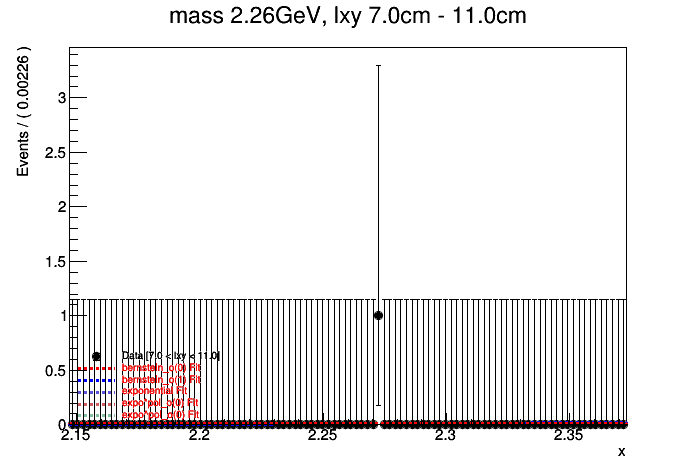 mass 2.26GeV, lxy 7.0cm - 11.0cm
Events / ( 0.00226 )
3
2.5
2
1.5
1
0.5
0
Data [7.0 < lxy < 11.0]
bernstein_o(0) Fit
bernstein_o(1) Fit
exponential Fit
expo*pol_o(0) Fit
expo*pol_o(1) Fit
2.15 2.2 2.25 2.3 2.35
x